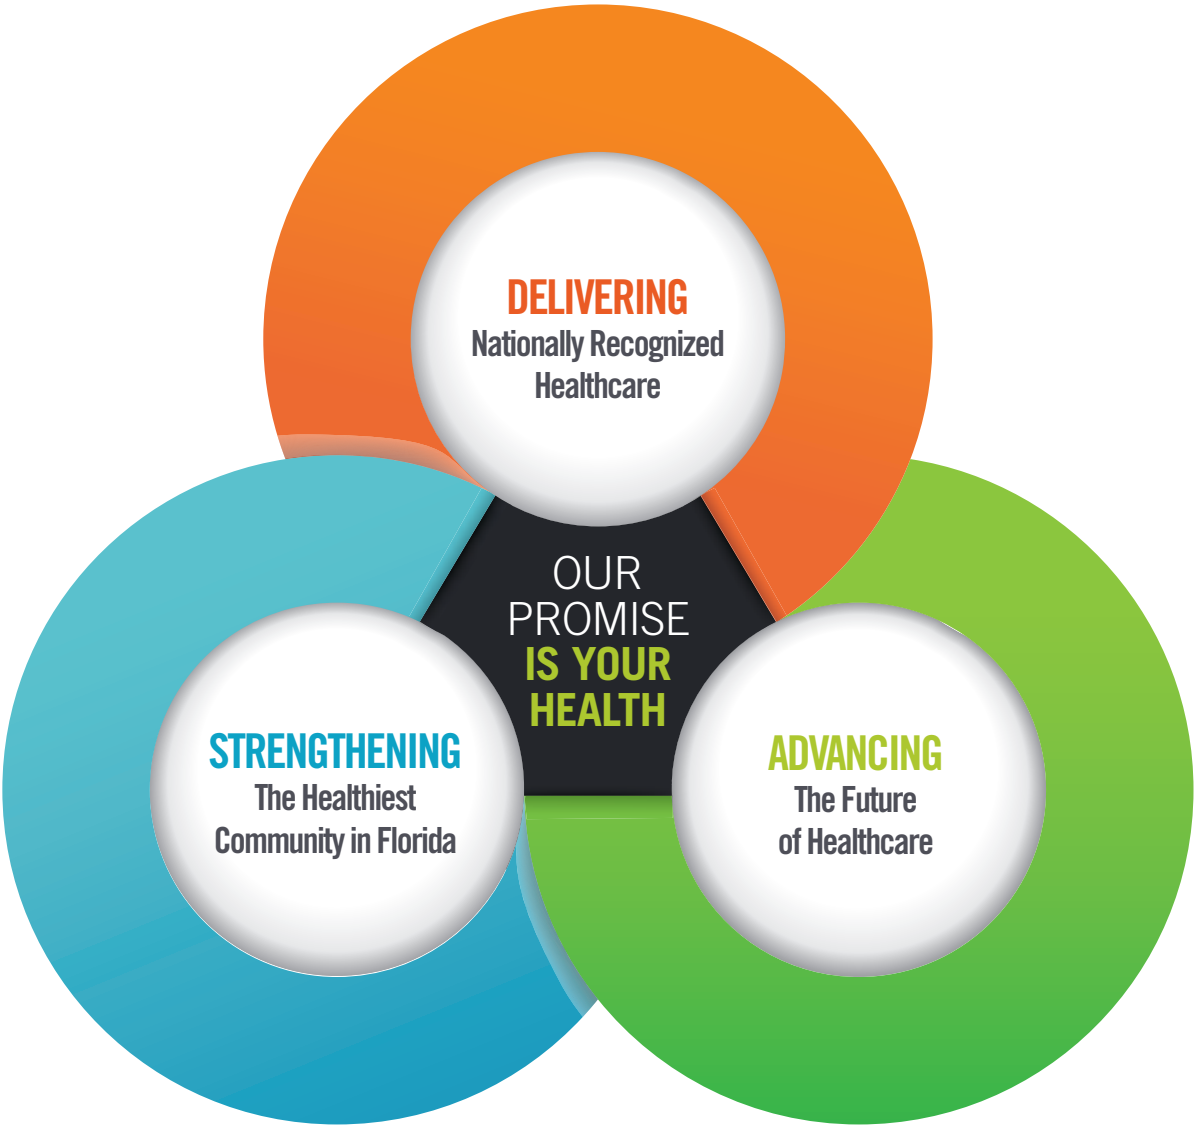 DELIVERING
Nationally Recognized
Healthcare
OUR
PROMISE
IS YOUR
HEALTH
STRENGTHENING
The Healthiest
Community in Florida
ADVANCING
The Future
of Healthcare